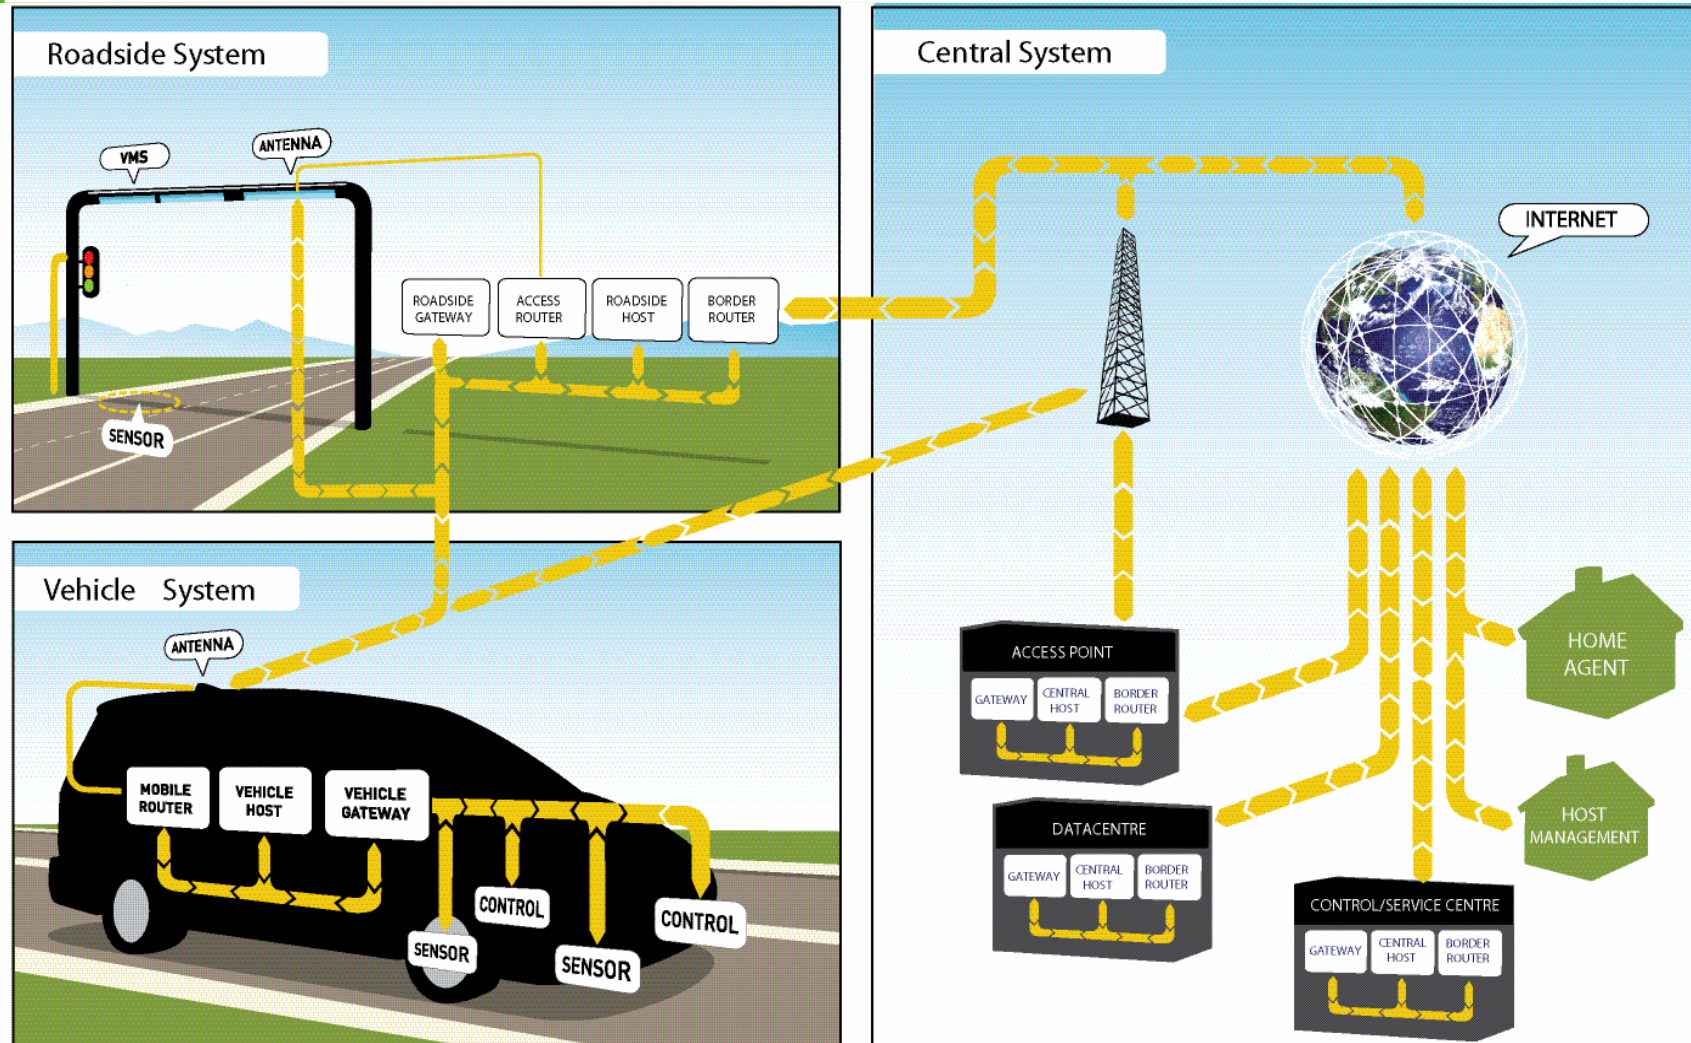 Roadside System
VMS
ANTENNA
ROADSIDE
GATEWAY
ACCESS
ROUTER
ROADSIDE
HOST
BORDER
ROUTER
SENSOR
Vehicle System
ANTENNA
MOBILE
ROUTER
VEHICLE
HOST
VEHICLE
GATEWAY
SENSOR
CONTROL
SENSOR
CONTROL
Central System
INTERNET
ACCESS POINT
GATEWAY
CENTRAL
HOST
BORDER
ROUTER
DATACENTRE
GATEWAY
CENTRAL
HOST
BORDER
ROUTER
CONTROL/SERVICE CENTRE
GATEWAY
CENTRAL
HOST
BORDER
ROUTER
HOME
AGENT
HOST
MANAGEMENT